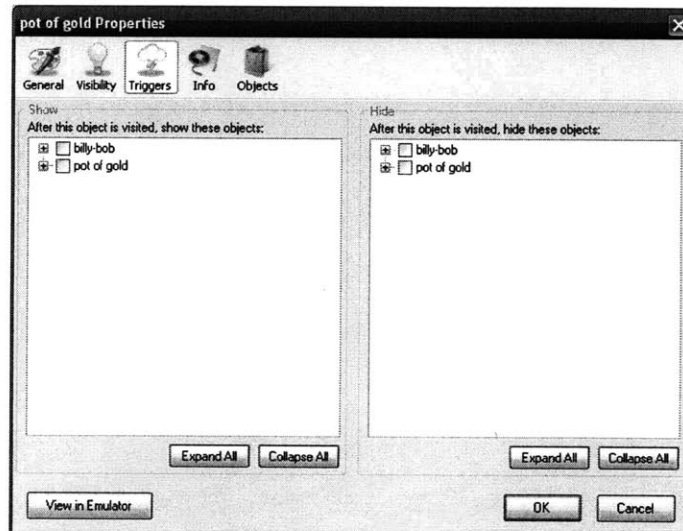 pot of gold Properties
General Visibility Triggers Info Objects
Show
After this object is visited, show these objects:
billy-bob
pot of gold
Expand All Collapse All
Hide
After this object is visited, hide these objects:
billy-bob
pot of gold
Expand All Collapse All
View in Emulator
OK Cancel